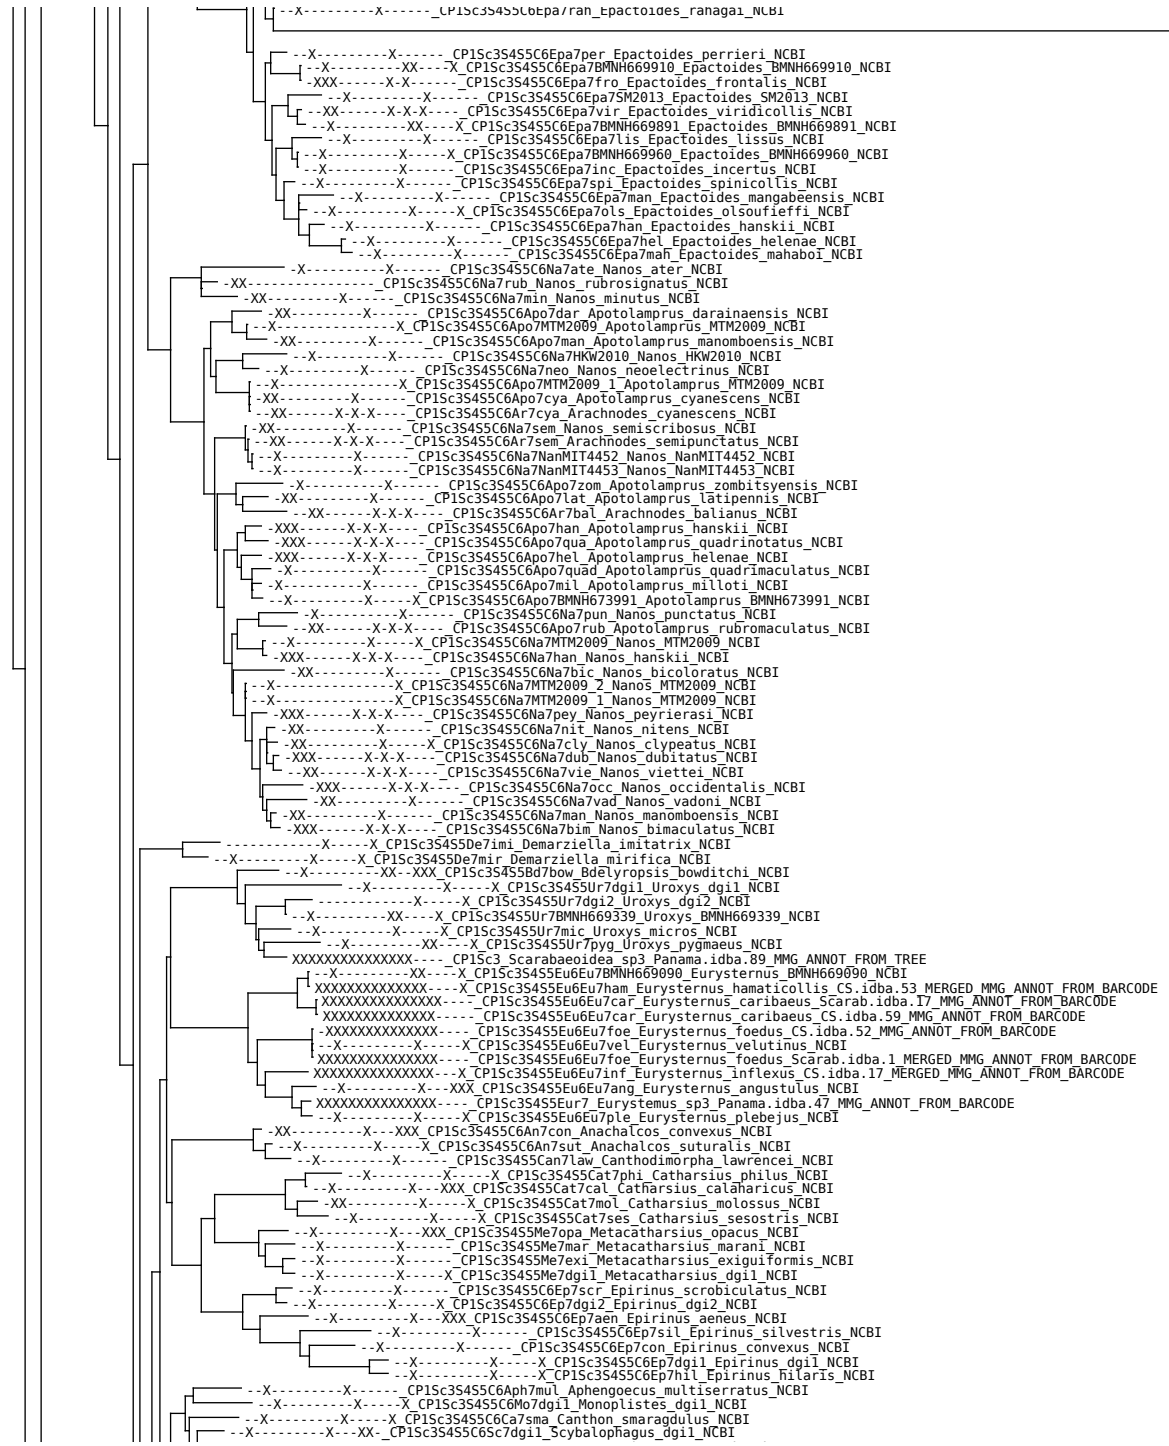 --X---------X------_CP1Sc3S4S5C6Epa7ran_Epactoides_ranagai_NCBI
--X---------X------_CP1Sc3S4S5C6Epa7per_Epactoides_perrieri_NCBI
--X---------XX----X_CP1Sc3S4S5C6Epa7BMNH669910_Epactoides_BMNH669910_NCBI
-XXX------X-X------_CP1Sc3S4S5C6Epa7fro_Epactoides_frontalis_NCBI
--X---------X------_CP1Sc3S4S5C6Epa7SM2013_Epactoides_SM2013_NCBI
--XX------X-X-X----_CP1Sc3S4S5C6Epa7vir_Epactoides_viridicollis_NCBI
--X---------XX----X_CP1Sc3S4S5C6Epa7BMNH669891_Epactoides_BMNH669891_NCBI
--X---------X------_CP1Sc3S4S5C6Epa7lis_Epactoides_lissus_NCBI
--X---------X-----X_CP1Sc3S4S5C6Epa7BMNH669960_Epactoides_BMNH669960_NCBI
--X---------X------_CP1Sc3S4S5C6Epa7inc_Epactoides_incertus_NCBI
--X---------X------_CP1Sc3S4S5C6Epa7spi_Epactoides_spinicollis_NCBI
--X---------X------_CP1Sc3S4S5C6Epa7man_Epactoides_mangabeensis_NCBI
--X---------X-----X_CP1Sc3S4S5C6Epa7ols_Epactoides_olsoufieffi_NCBI
--X---------X------_CP1Sc3S4S5C6Epa7han_Epactoides_hanskii_NCBI
--X---------X------_CP1Sc3S4S5C6Epa7hel_Epactoides_helenae_NCBI
--X---------X------_CP1Sc3S4S5C6Epa7mah_Epactoides_mahaboi_NCBI
-X----------X------_CP1Sc3S4S5C6Na7ate_Nanos_ater_NCBI
-XX----------------_CP1Sc3S4S5C6Na7rub_Nanos_rubrosignatus_NCBI
-XX---------X------_CP1Sc3S4S5C6Na7min_Nanos_minutus_NCBI
-XX---------X------_CP1Sc3S4S5C6Apo7dar_Apotolamprus_darainaensis_NCBI
--X---------------X_CP1Sc3S4S5C6Apo7MTM2009_Apotolamprus_MTM2009_NCBI
-XX---------X------_CP1Sc3S4S5C6Apo7man_Apotolamprus_manomboensis_NCBI
--X---------X------_CP1Sc3S4S5C6Na7HKW2010_Nanos_HKW2010_NCBI
--X---------X------_CP1Sc3S4S5C6Na7neo_Nanos_neoelectrinus_NCBI
--X---------------X_CP1Sc3S4S5C6Apo7MTM2009_1_Apotolamprus_MTM2009_NCBI
-XX---------X------_CP1Sc3S4S5C6Apo7cya_Apotolamprus_cyanescens_NCBI
--XX------X-X-X----_CP1Sc3S4S5C6Ar7cya_Arachnodes_cyanescens_NCBI
-XX---------X------_CP1Sc3S4S5C6Na7sem_Nanos_semiscribosus_NCBI
--XX------X-X-X----_CP1Sc3S4S5C6Ar7sem_Arachnodes_semipunctatus_NCBI
--X---------X------_CP1Sc3S4S5C6Na7NanMIT4452_Nanos_NanMIT4452_NCBI
--X---------X------_CP1Sc3S4S5C6Na7NanMIT4453_Nanos_NanMIT4453_NCBI
-X----------X------_CP1Sc3S4S5C6Apo7zom_Apotolamprus_zombitsyensis_NCBI
-XX---------X------_CP1Sc3S4S5C6Apo7lat_Apotolamprus_latipennis_NCBI
--XX------X-X-X----_CP1Sc3S4S5C6Ar7bal_Arachnodes_balianus_NCBI
-XXX------X-X-X----_CP1Sc3S4S5C6Apo7han_Apotolamprus_hanskii_NCBI
-XXX------X-X-X----_CP1Sc3S4S5C6Apo7qua_Apotolamprus_quadrinotatus_NCBI
-XXX------X-X-X----_CP1Sc3S4S5C6Apo7hel_Apotolamprus_helenae_NCBI
-X----------X------_CP1Sc3S4S5C6Apo7quad_Apotolamprus_quadrimaculatus_NCBI
-X----------X------_CP1Sc3S4S5C6Apo7mil_Apotolamprus_milloti_NCBI
--X---------X-----X_CP1Sc3S4S5C6Apo7BMNH673991_Apotolamprus_BMNH673991_NCBI
-X----------X------_CP1Sc3S4S5C6Na7pun_Nanos_punctatus_NCBI
--XX------X-X-X----_CP1Sc3S4S5C6Apo7rub_Apotolamprus_rubromaculatus_NCBI
--X---------X-----X_CP1Sc3S4S5C6Na7MTM2009_Nanos_MTM2009_NCBI
-XXX------X-X-X----_CP1Sc3S4S5C6Na7han_Nanos_hanskii_NCBI
-XX---------X------_CP1Sc3S4S5C6Na7bic_Nanos_bicoloratus_NCBI
--X---------------X_CP1Sc3S4S5C6Na7MTM2009_2_Nanos_MTM2009_NCBI
--X---------------X_CP1Sc3S4S5C6Na7MTM2009_1_Nanos_MTM2009_NCBI
-XXX------X-X-X----_CP1Sc3S4S5C6Na7pey_Nanos_peyrierasi_NCBI
-XX---------X------_CP1Sc3S4S5C6Na7nit_Nanos_nitens_NCBI
-XX---------X-----X_CP1Sc3S4S5C6Na7cly_Nanos_clypeatus_NCBI
-XXX------X-X-X----_CP1Sc3S4S5C6Na7dub_Nanos_dubitatus_NCBI
--XX------X-X-X----_CP1Sc3S4S5C6Na7vie_Nanos_viettei_NCBI
-XXX------X-X-X----_CP1Sc3S4S5C6Na7occ_Nanos_occidentalis_NCBI
-XX---------X------_CP1Sc3S4S5C6Na7vad_Nanos_vadoni_NCBI
-XX---------X------_CP1Sc3S4S5C6Na7man_Nanos_manomboensis_NCBI
-XXX------X-X-X----_CP1Sc3S4S5C6Na7bim_Nanos_bimaculatus_NCBI
------------X-----X_CP1Sc3S4S5De7imi_Demarziella_imitatrix_NCBI
--X---------X-----X_CP1Sc3S4S5De7mir_Demarziella_mirifica_NCBI
--X---------XX--XXX_CP1Sc3S4S5Bd7bow_Bdelyropsis_bowditchi_NCBI
--X---------X-----X_CP1Sc3S4S5Ur7dgi1_Uroxys_dgi1_NCBI
------------X-----X_CP1Sc3S4S5Ur7dgi2_Uroxys_dgi2_NCBI
--X---------XX----X_CP1Sc3S4S5Ur7BMNH669339_Uroxys_BMNH669339_NCBI
--X---------X-----X_CP1Sc3S4S5Ur7mic_Uroxys_micros_NCBI
--X---------XX----X_CP1Sc3S4S5Ur7pyg_Uroxys_pygmaeus_NCBI
XXXXXXXXXXXXXXX----_CP1Sc3_Scarabaeoidea_sp3_Panama.idba.89_MMG_ANNOT_FROM_TREE
--X---------XX----X_CP1Sc3S4S5Eu6Eu7BMNH669090_Eurysternus_BMNH669090_NCBI
XXXXXXXXXXXXXX----X_CP1Sc3S4S5Eu6Eu7ham_Eurysternus_hamaticollis_CS.idba.53_MERGED_MMG_ANNOT_FROM_BARCODE
XXXXXXXXXXXXXXX----_CP1Sc3S4S5Eu6Eu7car_Eurysternus_caribaeus_Scarab.idba.17_MMG_ANNOT_FROM_BARCODE
XXXXXXXXXXXXXX-----_CP1Sc3S4S5Eu6Eu7car_Eurysternus_caribaeus_CS.idba.59_MMG_ANNOT_FROM_BARCODE
-XXXXXXXXXXXXXX----_CP1Sc3S4S5Eu6Eu7foe_Eurysternus_foedus_CS.idba.52_MMG_ANNOT_FROM_BARCODE
--X---------X-----X_CP1Sc3S4S5Eu6Eu7vel_Eurysternus_velutinus_NCBI
XXXXXXXXXXXXXXX----_CP1Sc3S4S5Eu6Eu7foe_Eurysternus_foedus_Scarab.idba.1_MERGED_MMG_ANNOT_FROM_BARCODE
XXXXXXXXXXXXXXX---X_CP1Sc3S4S5Eu6Eu7inf_Eurysternus_inflexus_CS.idba.17_MERGED_MMG_ANNOT_FROM_BARCODE
--X---------X---XXX_CP1Sc3S4S5Eu6Eu7ang_Eurysternus_angustulus_NCBI
XXXXXXXXXXXXXXX----_CP1Sc3S4S5Eur7_Eurystemus_sp3_Panama.idba.47_MMG_ANNOT_FROM_BARCODE
--X---------X-----X_CP1Sc3S4S5Eu6Eu7ple_Eurysternus_plebejus_NCBI
-XX---------X---XXX_CP1Sc3S4S5C6An7con_Anachalcos_convexus_NCBI
--X---------X-----X_CP1Sc3S4S5C6An7sut_Anachalcos_suturalis_NCBI
--X---------X------_CP1Sc3S4S5Can7law_Canthodimorpha_lawrencei_NCBI
--X---------X-----X_CP1Sc3S4S5Cat7phi_Catharsius_philus_NCBI
--X---------X---XXX_CP1Sc3S4S5Cat7cal_Catharsius_calaharicus_NCBI
-XX---------X-----X_CP1Sc3S4S5Cat7mol_Catharsius_molossus_NCBI
--X---------X-----X_CP1Sc3S4S5Cat7ses_Catharsius_sesostris_NCBI
--X---------X---XXX_CP1Sc3S4S5Me7opa_Metacatharsius_opacus_NCBI
--X---------X------_CP1Sc3S4S5Me7mar_Metacatharsius_marani_NCBI
--X---------X------_CP1Sc3S4S5Me7exi_Metacatharsius_exiguiformis_NCBI
--X---------X-----X_CP1Sc3S4S5Me7dgi1_Metacatharsius_dgi1_NCBI
--X---------X------_CP1Sc3S4S5C6Ep7scr_Epirinus_scrobiculatus_NCBI
--X---------X-----X_CP1Sc3S4S5C6Ep7dgi2_Epirinus_dgi2_NCBI
--X---------X---XXX_CP1Sc3S4S5C6Ep7aen_Epirinus_aeneus_NCBI
--X---------X------_CP1Sc3S4S5C6Ep7sil_Epirinus_silvestris_NCBI
--X---------X------_CP1Sc3S4S5C6Ep7con_Epirinus_convexus_NCBI
--X---------X-----X_CP1Sc3S4S5C6Ep7dgi1_Epirinus_dgi1_NCBI
--X---------X-----X_CP1Sc3S4S5C6Ep7hil_Epirinus_hilaris_NCBI
--X---------X------_CP1Sc3S4S5C6Aph7mul_Aphengoecus_multiserratus_NCBI
--X---------X-----X_CP1Sc3S4S5C6Mo7dgi1_Monoplistes_dgi1_NCBI
--X---------X-----X_CP1Sc3S4S5C6Ca7sma_Canthon_smaragdulus_NCBI
--X---------X---XX-_CP1Sc3S4S5C6Sc7dgi1_Scybalophagus_dgi1_NCBI